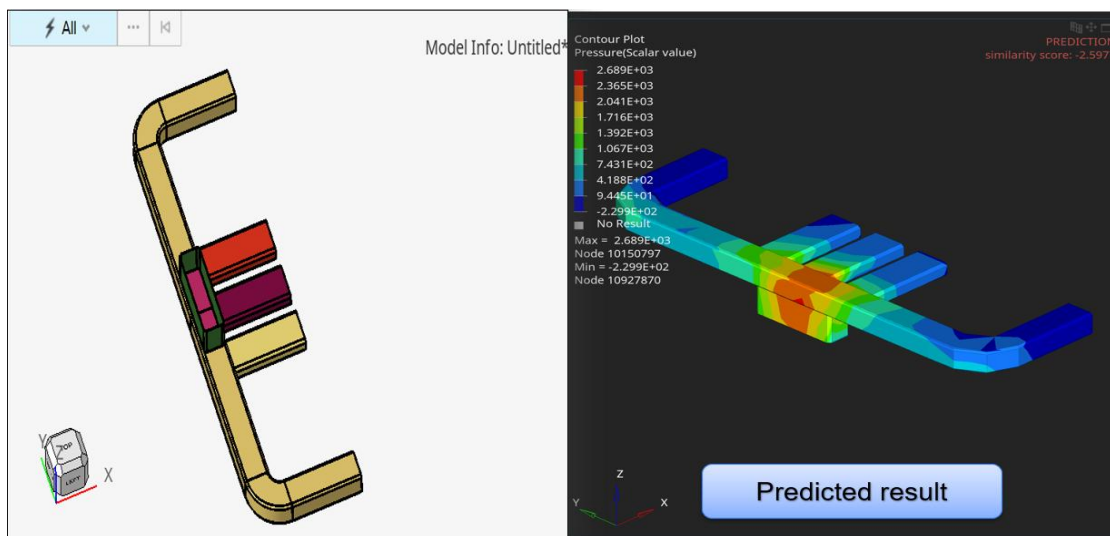 All
Model Info: Untitled*
Y
Z
TOP
LEFT
X
Contour Plot
Pressure(Scalar value)
2.689E+03
2.365E+03
2.041E+03
1.716E+03
1.392E+03
1.067E+03
7.431E+02
4.188E+02
9.445E+01
-2.299E+02
No Result
Max = 2.689E+03
Node 10150797
Min = -2.299E+02
Node 10927870
PREDICTION
similarity score: -2.597
Z
Y
X
Predicted result